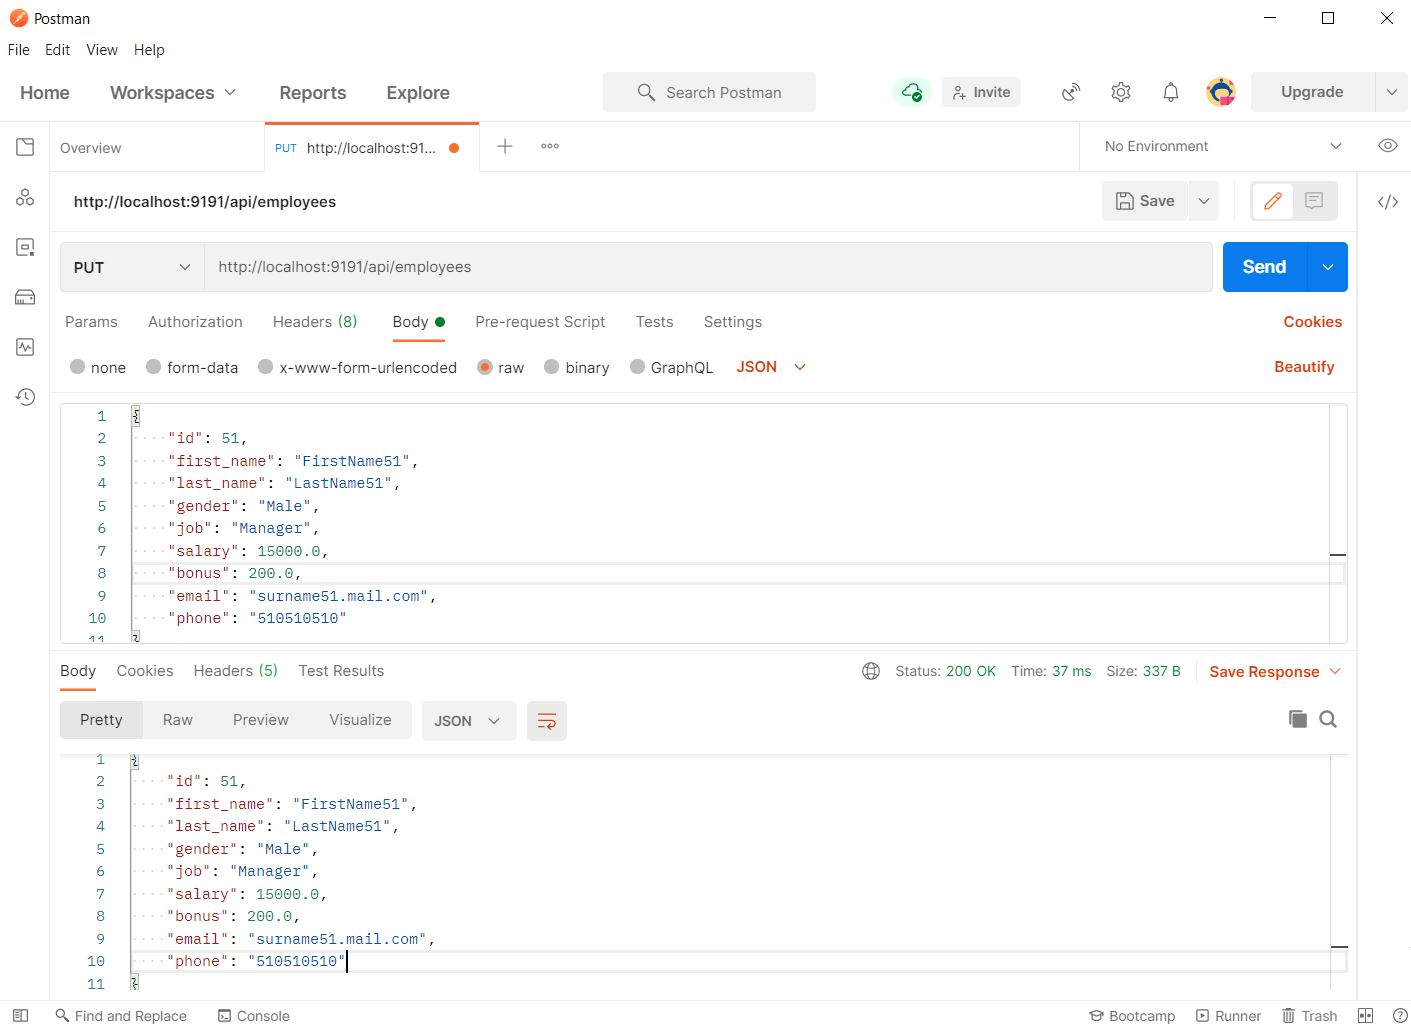 Postman
File Edit View Help
Home Workspaces Reports Explore Search Postman Invite Upgrade
Overview PUT http://localhost:91... No Environment
http://localhost:9191/api/employees Save
PUT http://localhost:9191/api/employees Send
Params Authorization Headers (8) Body Pre-request Script Tests Settings Cookies
none form-data x-www-form-urlencoded raw binary GraphQL JSON Beautify
1 {
2 "id": 51,
3 "first_name": "FirstName51",
4 "last_name": "LastName51",
5 "gender": "Male",
6 "job": "Manager",
7 "salary": 15000.0,
8 "bonus": 200.0,
9 "email": "surname51.mail.com",
10 "phone": "510510510"
11 }
Body Cookies Headers (5) Test Results Status: 200 OK Time: 37 ms Size: 337 B Save Response
Pretty Raw Preview Visualize JSON
1 {
2 "id": 51,
3 "first_name": "FirstName51",
4 "last_name": "LastName51",
5 "gender": "Male",
6 "job": "Manager",
7 "salary": 15000.0,
8 "bonus": 200.0,
9 "email": "surname51.mail.com",
10 "phone": "510510510"
11 }
Find and Replace Console Bootcamp Runner Trash